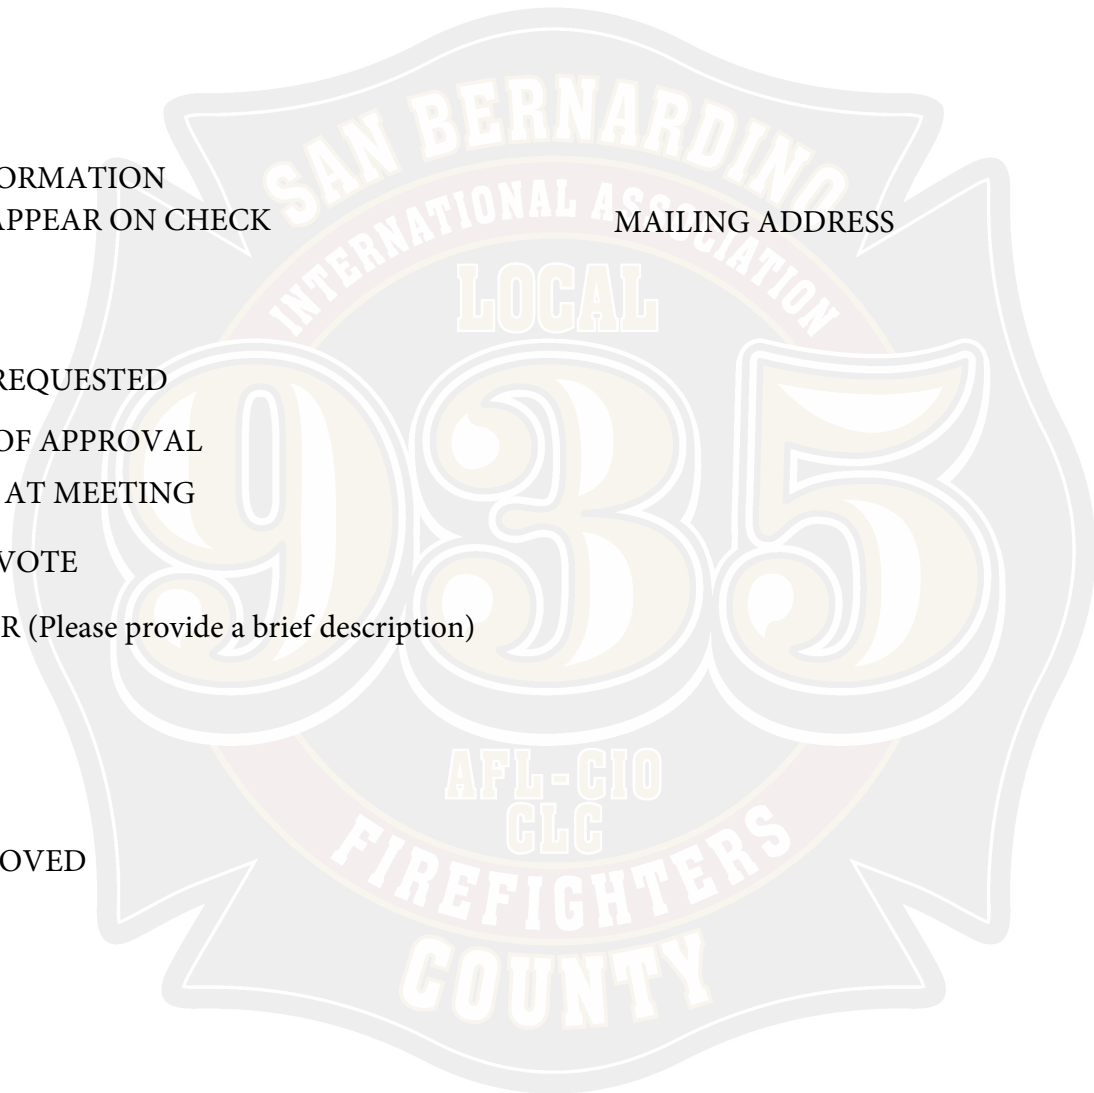 SAN BERNARDINO
ORMATION
APPEAR ON CHECK
MAILING ADDRESS
INTERNATIONAL ASSOCIATION
LOCAL
REQUESTED
935
OF APPROVAL
AT MEETING
VOTE
R (Please provide a brief description)
AFL-CIO
CLC
OVED
FIREFIGHTERS
COUNTY